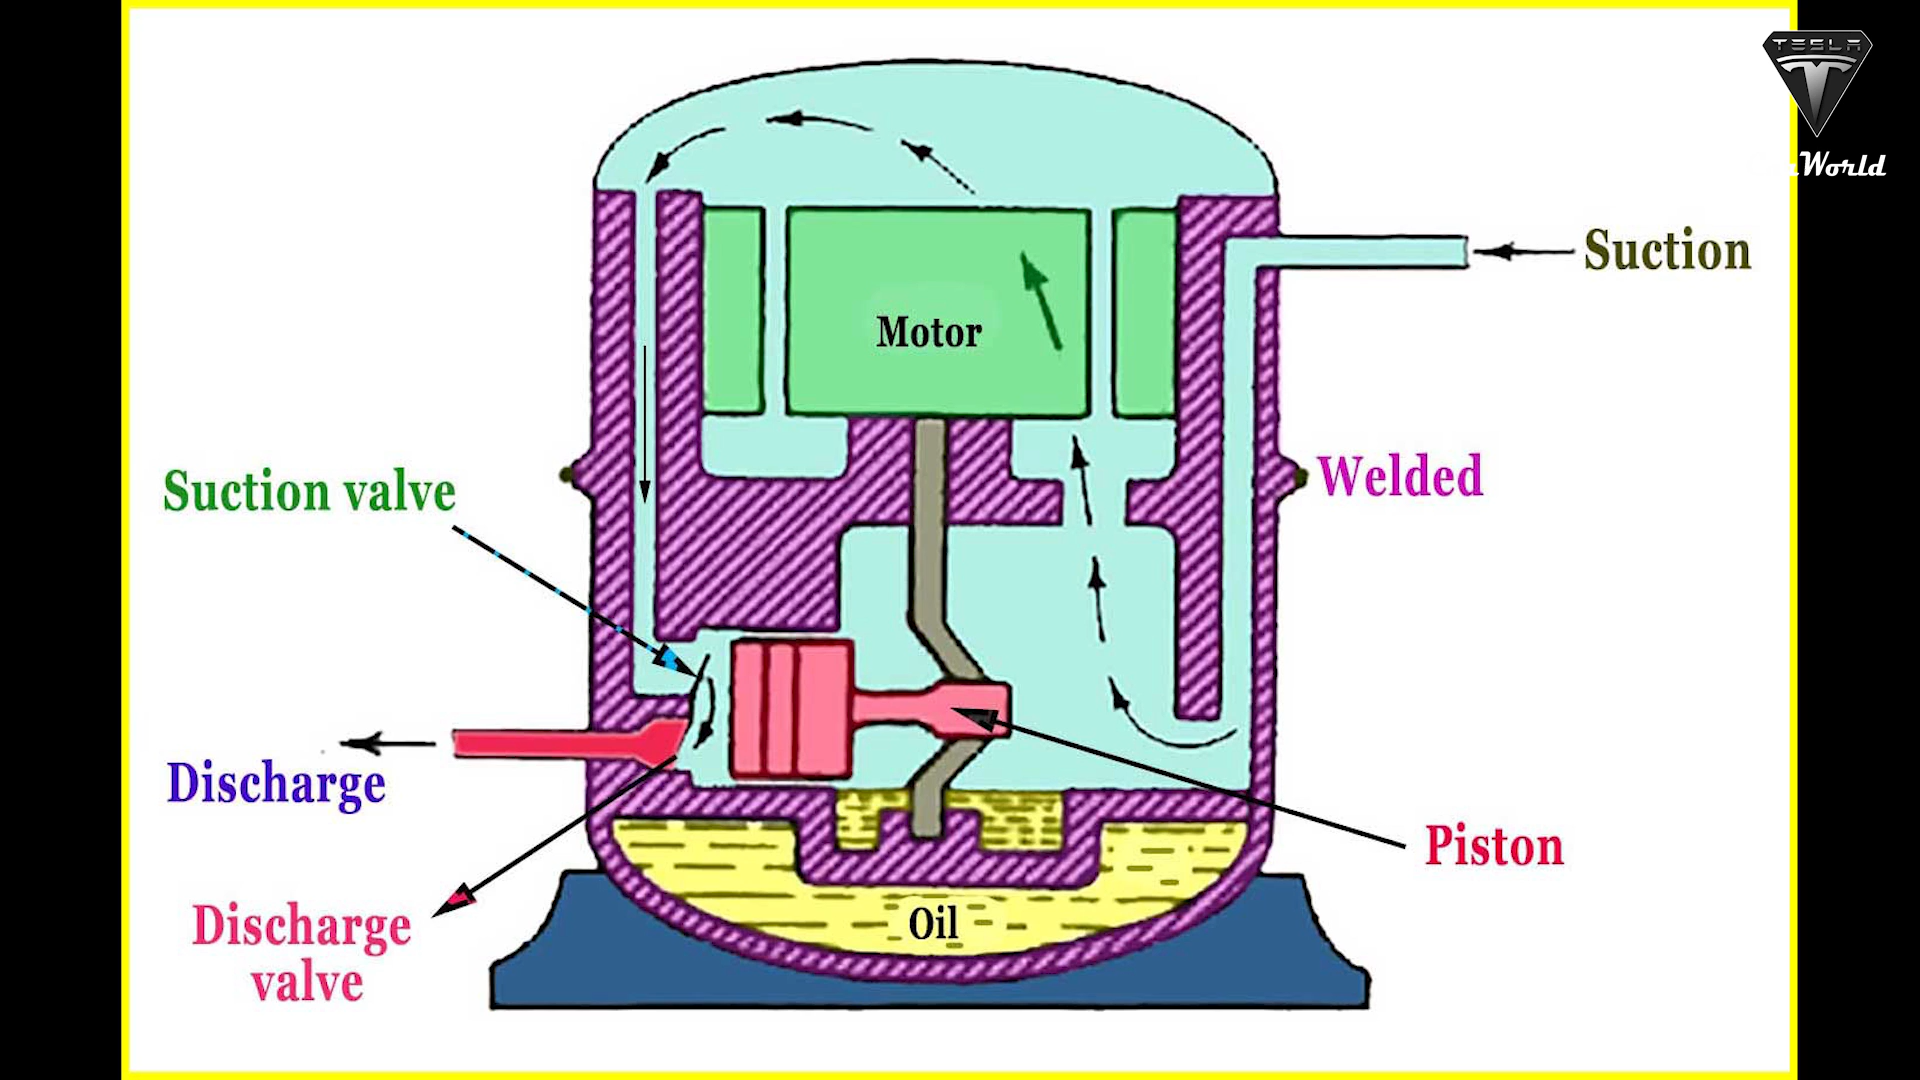 TESLA
World
Suction
Motor
Suction valve
Welded
Discharge
Piston
Discharge
valve
Oil